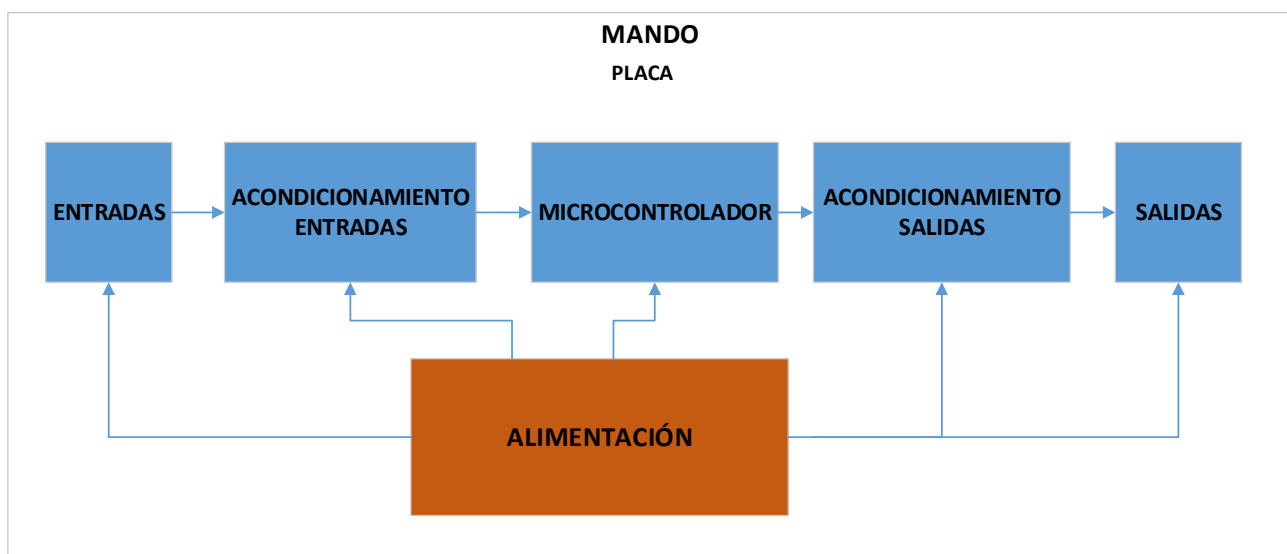 MANDO
PLACA
ENTRADAS
ACONDICIONAMIENTO
ENTRADAS
MICROCONTROLADOR
ACONDICIONAMIENTO
SALIDAS
SALIDAS
ALIMENTACIÓN